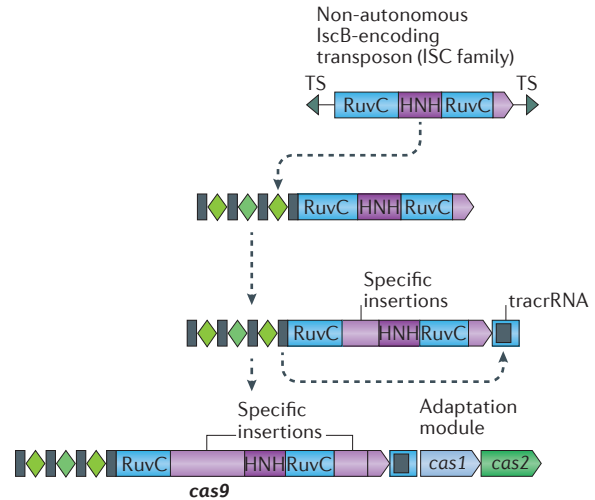 Non-autonomous
IscB-encoding
transposon (ISC family)
TS TS
RuvC HNH RuvC
RuvC HNH RuvC
Specific
insertions
tracrRNA
RuvC HNH RuvC
Specific
insertions
Adaptation
module
RuvC HNH RuvC cas1 cas2
cas9